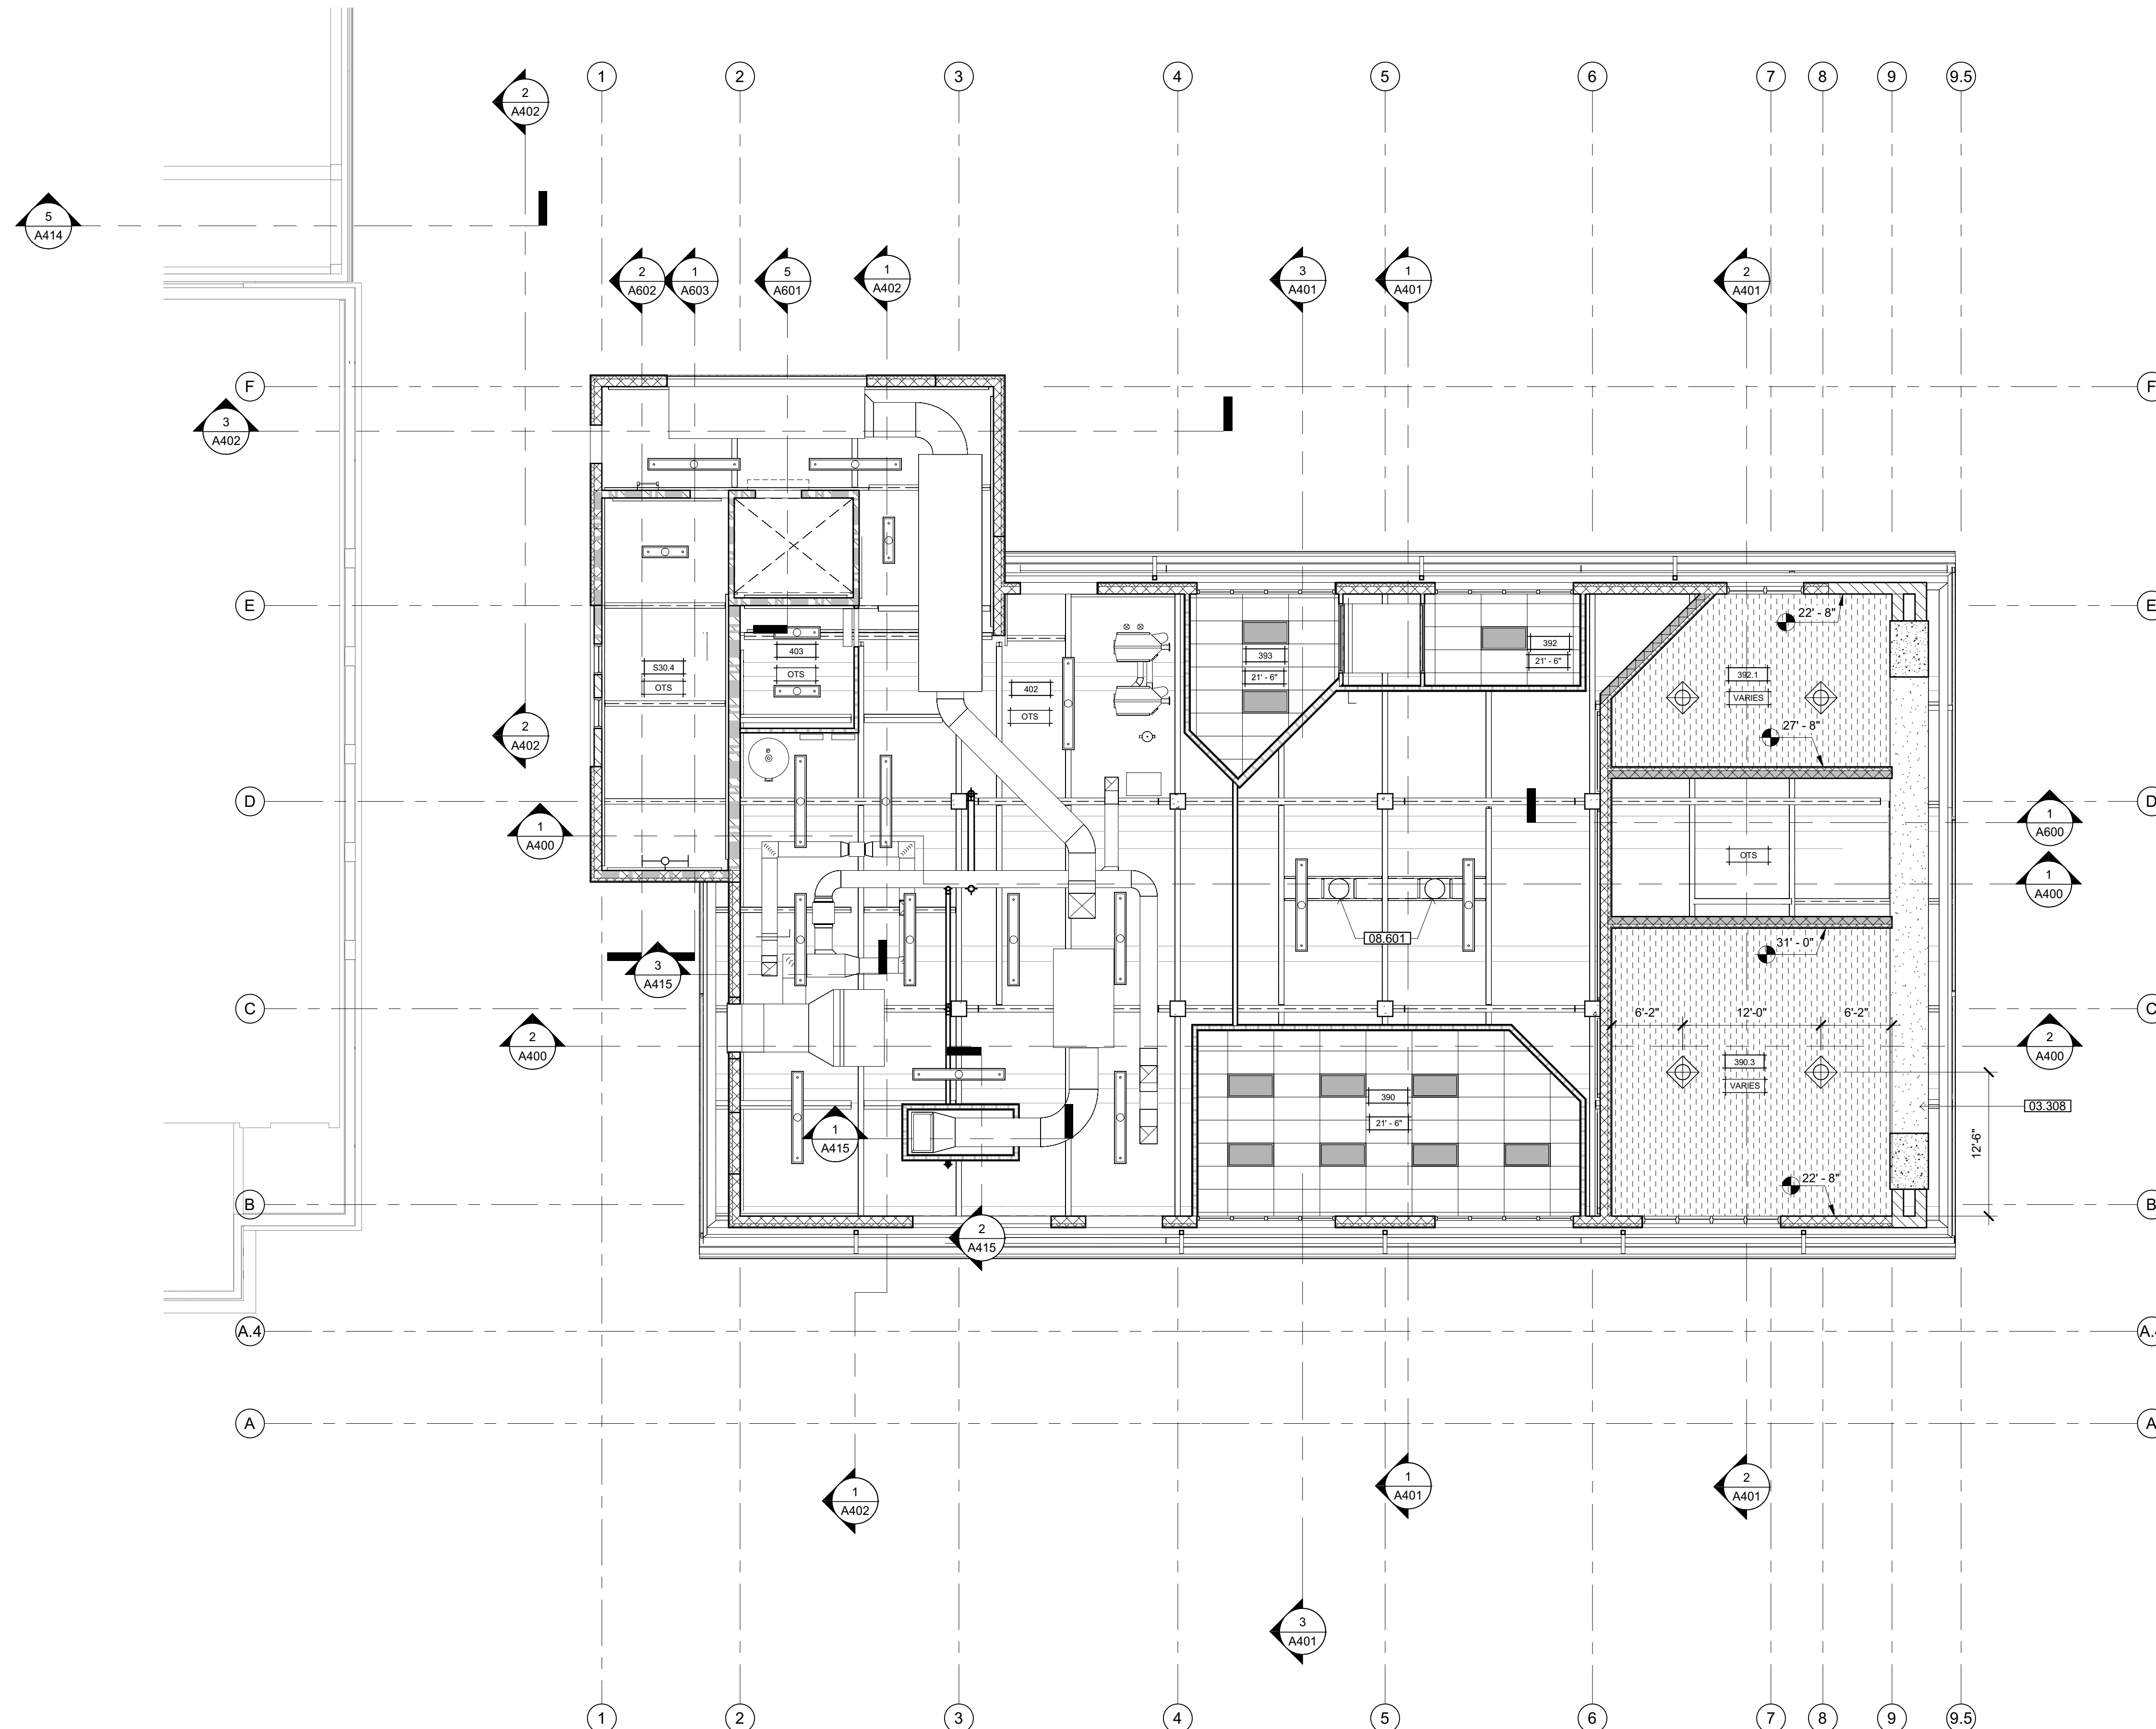 1
2
3
4
5
6
7
8
9
9.5
2
A402
5
A414
2
A602
1
A603
5
A601
1
A402
3
A401
1
A401
2
A401
F
F
3
A402
E
E
22' - 8"
403
OTS
393
21' - 6"
392
21' - 6"
S30.4
OTS
402
OTS
392.1
VARIES
27' - 8"
2
A402
D
D
1
A400
1
A600
OTS
1
A400
08.601
31' - 0"
3
A415
C
C
6'-2"
12'-0"
6'-2"
2
A400
2
A400
390.3
VARIES
390
21' - 6"
03.308
1
A415
12'-6"
22' - 8"
B
B
2
A415
A.4
A.
A
A
1
A402
1
A401
2
A401
3
A401
1
2
3
4
5
6
7
8
9
9.5